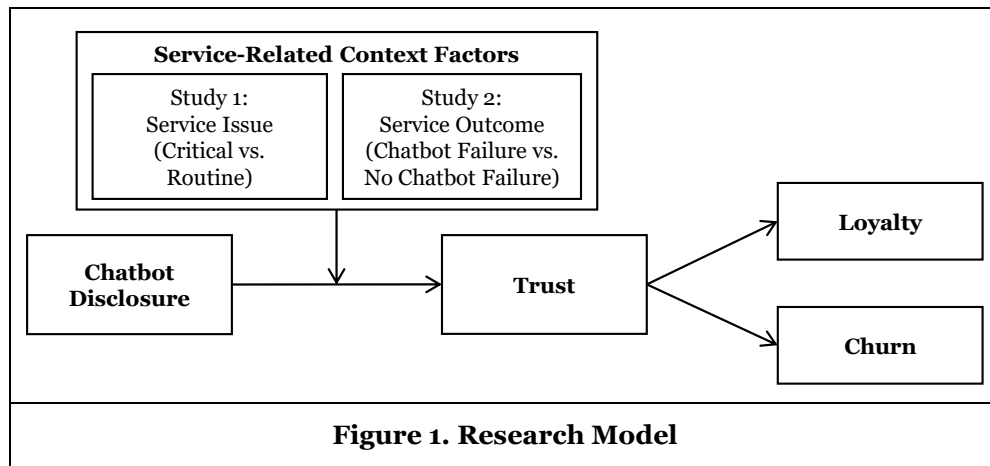 Service-Related Context Factors
Study 1:
Service Issue
(Critical vs.
Routine)
Study 2:
Service Outcome
(Chatbot Failure vs.
No Chatbot Failure)
Chatbot
Disclosure
Trust
Loyalty
Churn
Figure 1. Research Model